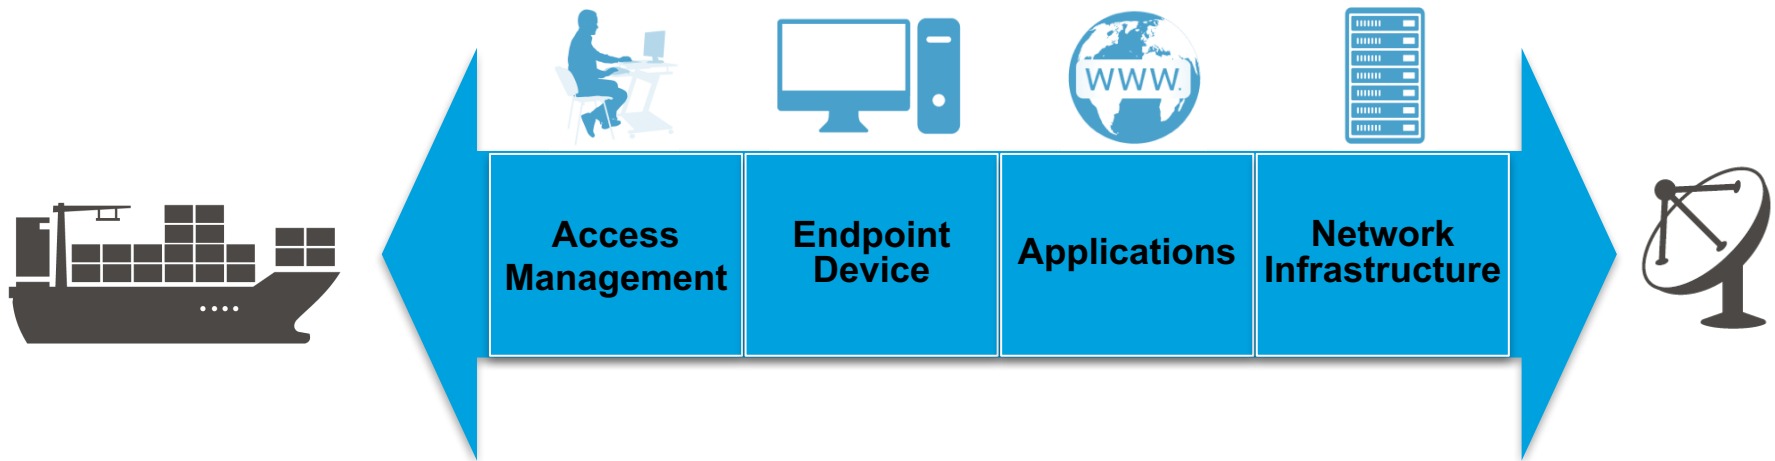 WWW.
Access
Management
Endpoint
Device
Applications
Network
Infrastructure